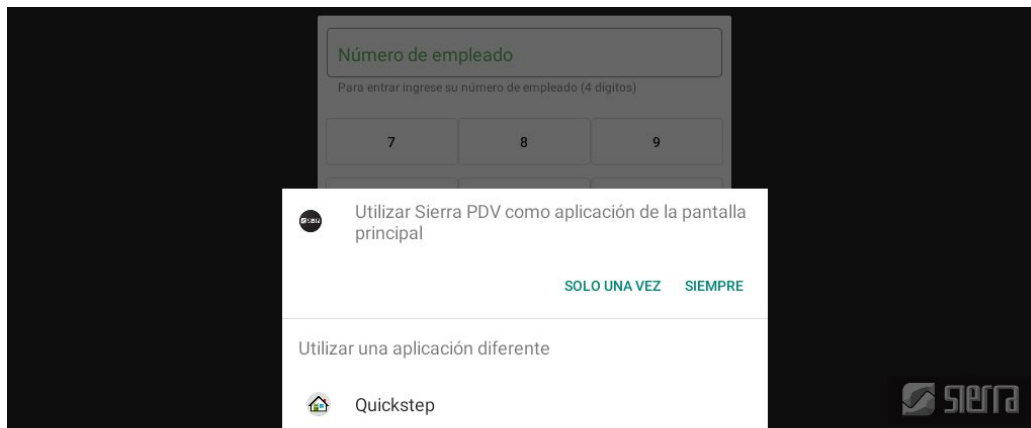 Número de empleado
Para entrar ingrese su número de empleado (4 dígitos)
7 8 9
Utilizar Sierra PDV como aplicación de la pantalla
principal
SOLO UNA VEZ SIEMPRE
Utilizar una aplicación diferente
Quickstep
sierra